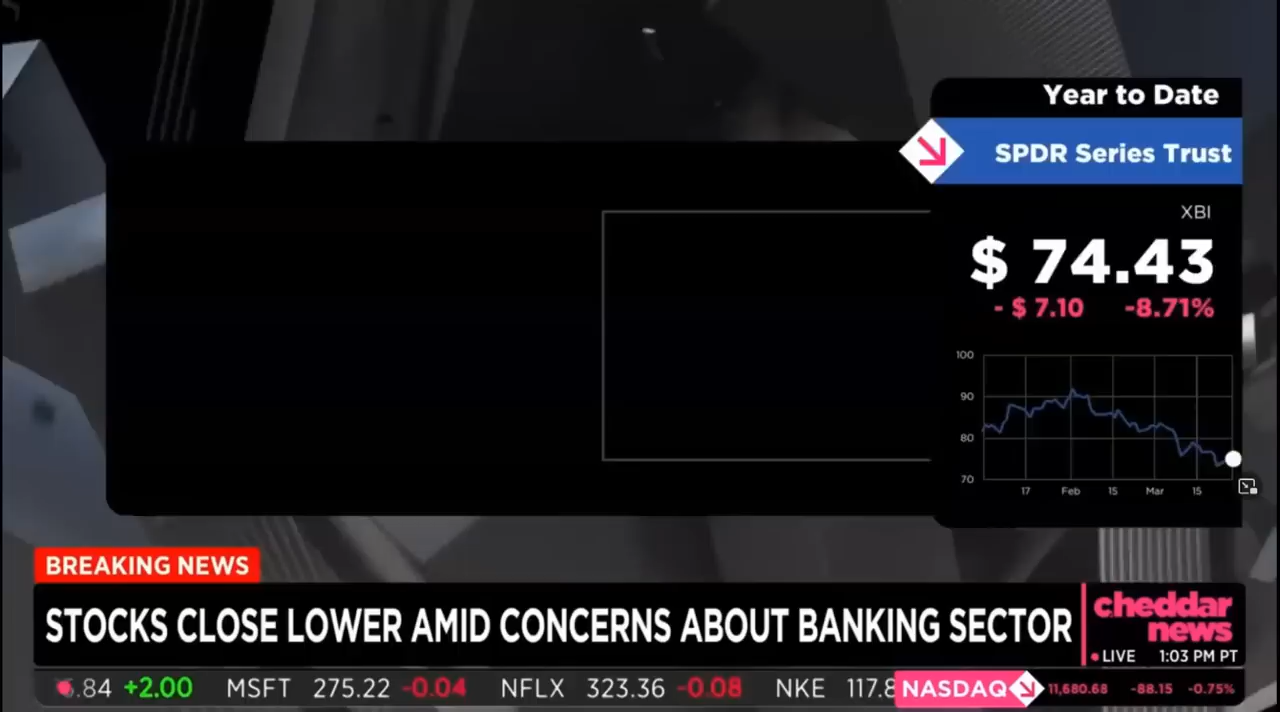 Year to Date
SPDR Series Trust
XBI
$ 74.43
- $ 7.10 -8.71%
100
90
80
70
17 Feb 15 Mar 15
BREAKING NEWS
STOCKS CLOSE LOWER AMID CONCERNS ABOUT BANKING SECTOR
cheddar
news
LIVE 1:03 PM PT
.84 +2.00 MSFT 275.22 -0.04 NFLX 323.36 -0.08 NKE 117.8 NASDAQ 11,680.68 -88.15 -0.75%